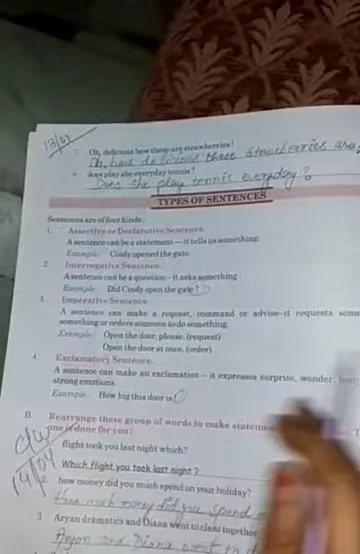 13/04
Oh, delicious how these are strawberries!
Oh, how delicious these strawberries are,
does play she everyday tennis?
Does she play tennis everyday?
TYPES OF SENTENCES
Sentences are of four kinds:
1. Assertive or Declarative Sentence.
A sentence can be a statement—it tells us something.
Example: Cindy opened the gate.
2. Interrogative Sentence.
A sentence can be a question—it asks something
Example: Did Cindy open the gate?
3. Imperative Sentence.
A sentence can make a request, command or advise—it requests some
something or orders someone to do something.
Example: Open the door, please. (request)
Open the door at once. (order)
4. Exclamatory Sentence.
A sentence can make an exclamation – it expresses surprise, wonder,
strong emotions.
Example: How big this door is
B. Rearrange these group of words to make statemen
one is done for you:
C/W
14/04
flight took you last night which?
Which flight you took last night ?
how money did you much spend on your holiday?
How much money did you spend
3 Aryan dramatics and Diana went to class together
Aryan and Diana went to d